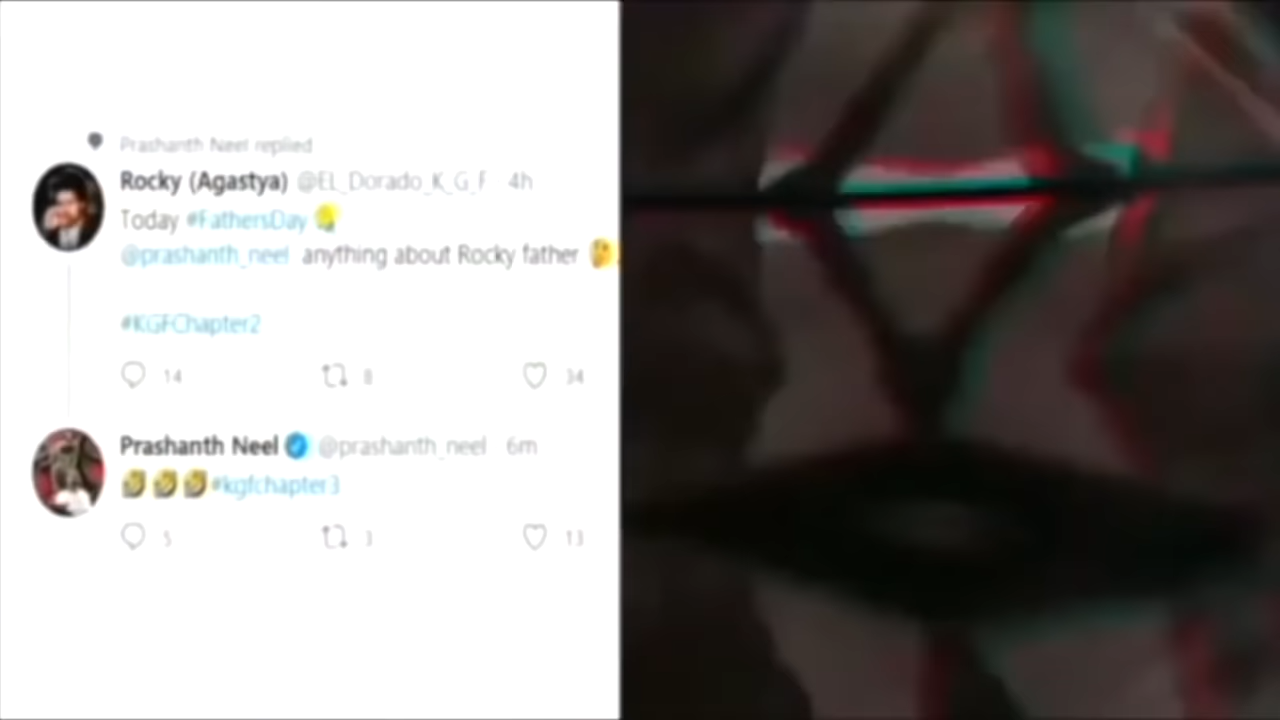 Prashanth Neel replied
Rocky (Agastya) @EL_Dorado_K_G_F 4h
Today #FathersDay
@prashanth_neel anything about Rocky father
#KGFChapter2
14 8 34
Prashanth Neel @prashanth_neel 6m
#kgfchapter3
5 3 13